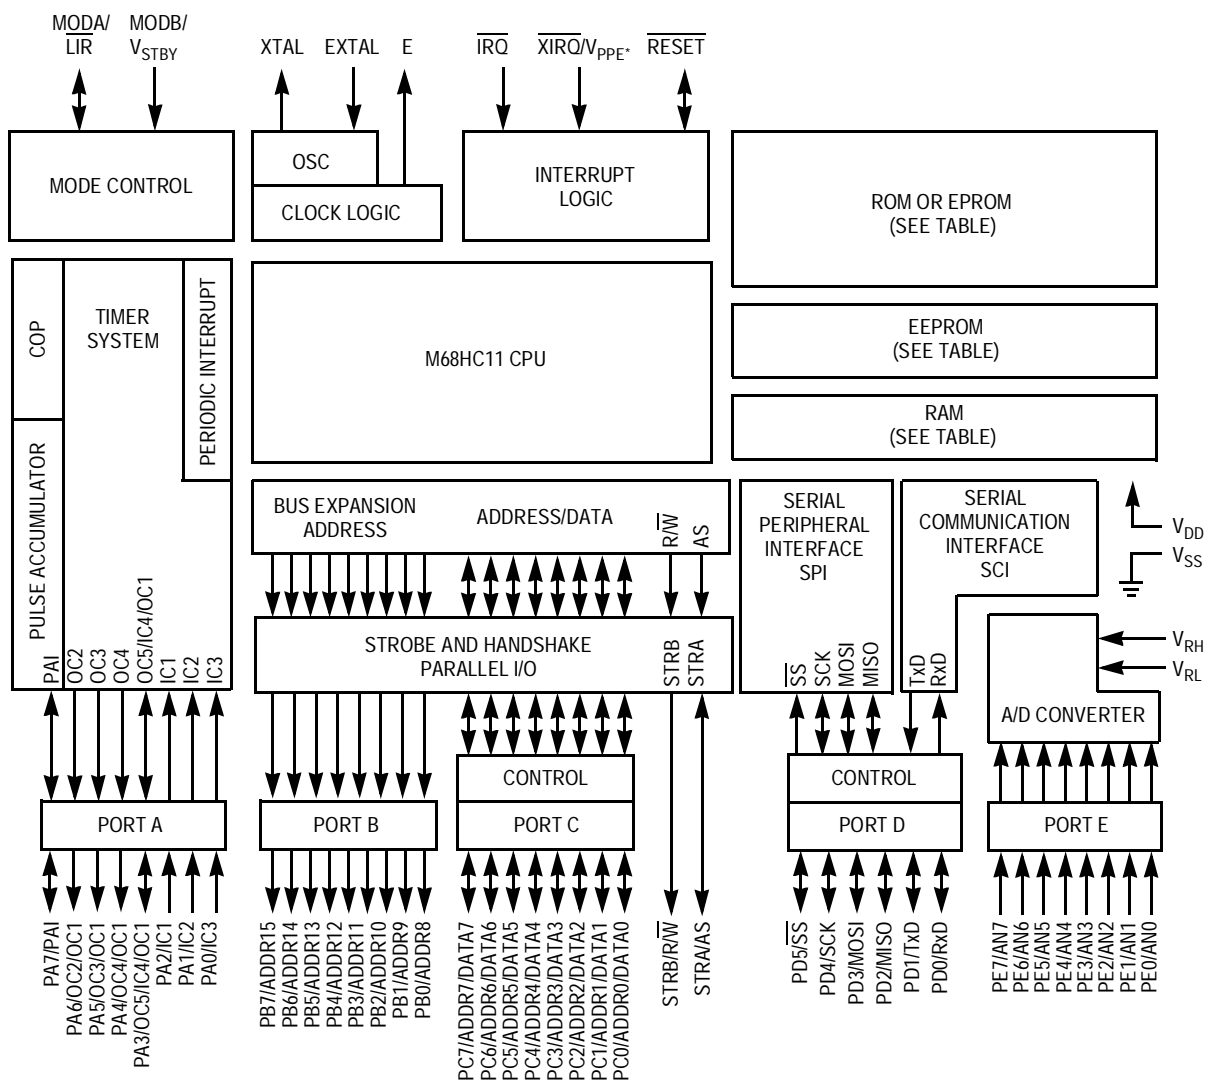 MODA/
LIR
MODB/
VSTBY
XTAL
EXTAL
E
IRQ
XIRQ/VPPE*
RESET
MODE CONTROL
OSC
CLOCK LOGIC
INTERRUPT
LOGIC
ROM OR EPROM
(SEE TABLE)
COP
TIMER
SYSTEM
PERIODIC INTERRUPT
M68HC11 CPU
EEPROM
(SEE TABLE)
RAM
(SEE TABLE)
PULSE ACCUMULATOR
BUS EXPANSION
ADDRESS
ADDRESS/DATA
R/W
AS
SERIAL
PERIPHERAL
INTERFACE
SPI
SERIAL
COMMUNICATION
INTERFACE
SCI
VDD
VSS
PAI
OC2
OC3
OC4
OC5/IC4/OC1
IC1
IC2
IC3
STROBE AND HANDSHAKE
PARALLEL I/O
STRB
STRA
SS
SCK
MOSI
MISO
TxD
RxD
VRH
VRL
A/D CONVERTER
CONTROL
CONTROL
PORT A
PORT B
PORT C
PORT D
PORT E
PA7/PAI
PA6/OC2/OC1
PA5/OC3/OC1
PA4/OC4/OC1
PA3/OC5/IC4/OC1
PA2/IC1
PA1/IC2
PA0/IC3
PB7/ADDR15
PB6/ADDR14
PB5/ADDR13
PB4/ADDR12
PB3/ADDR11
PB2/ADDR10
PB1/ADDR9
PB0/ADDR8
PC7/ADDR7/DATA7
PC6/ADDR6/DATA6
PC5/ADDR5/DATA5
PC4/ADDR4/DATA4
PC3/ADDR3/DATA3
PC2/ADDR2/DATA2
PC1/ADDR1/DATA1
PC0/ADDR0/DATA0
STRB/R/W
STRA/AS
PD5/SS
PD4/SCK
PD3/MOSI
PD2/MISO
PD1/TxD
PD0/RxD
PE7/AN7
PE6/AN6
PE5/AN5
PE4/AN4
PE3/AN3
PE2/AN2
PE1/AN1
PE0/AN0